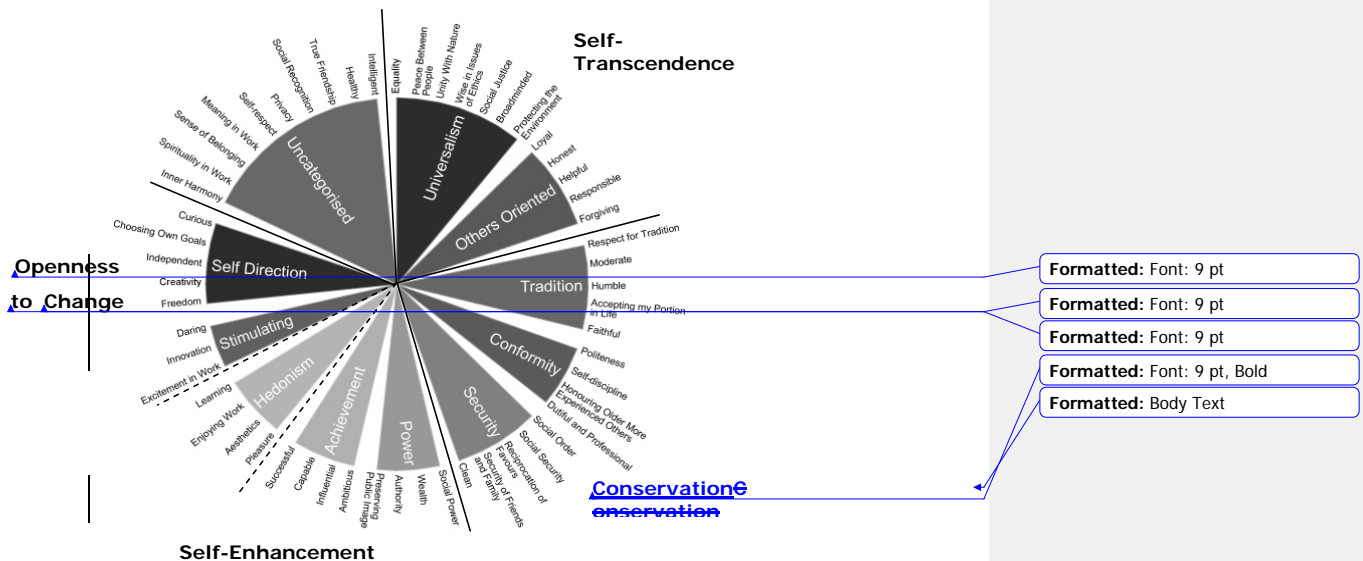 Self-
Transcendence
Equality
Peace Between
People
Unity With Nature
Wise in Issues
of Ethics
Social Justice
Broadminded
Protecting the
Environment
Universalism
Loyal
Honest
Helpful
Responsible
Forgiving
Others Oriented
Respect for Tradition
Moderate
Humble
Accepting my Portion
in Life
Faithful
Tradition
Politeness
Self-discipline
Honouring Older More
Experienced Others
Dutiful and Professional
Conformity
Social Order
Social Security
Reciprocation of
Favours
Security of Friends
and Family
Clean
Security
ConservationC
onservation
Social Power
Wealth
Authority
Preserving
Public Image
Power
Ambitious
Influential
Capable
Successful
Achievement
Self-Enhancement
Pleasure
Aesthetics
Enjoying Work
Learning
Hedonism
Excitement in Work
Innovation
Daring
Stimulating
Freedom
Creativity
Independent
Choosing Own Goals
Curious
Self Direction
Openness
to Change
Inner Harmony
Spirituality in Work
Sense of Belonging
Meaning in Work
Self-respect
Privacy
Social Recognition
True Friendship
Healthy
Intelligent
Uncategorised
Formatted: Font: 9 pt
Formatted: Font: 9 pt
Formatted: Font: 9 pt
Formatted: Font: 9 pt, Bold
Formatted: Body Text